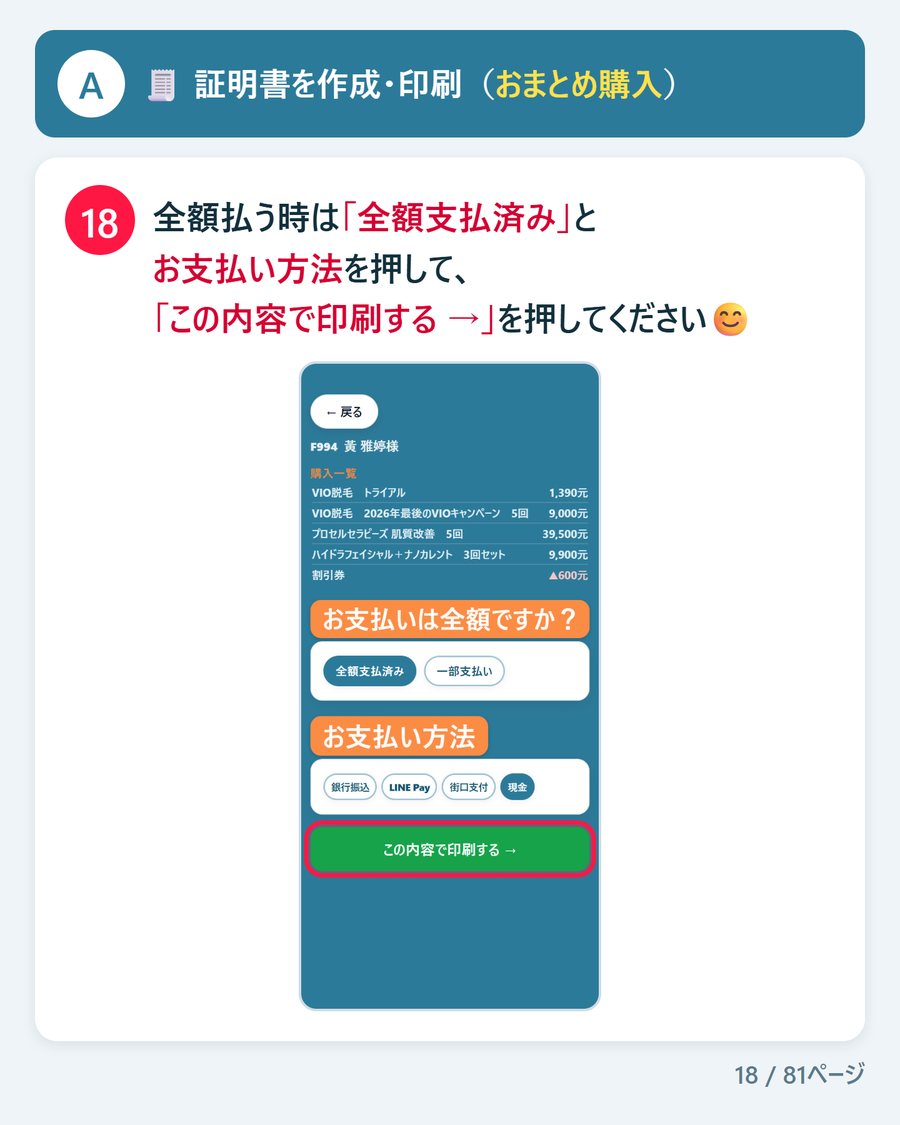 A 証明書を作成・印刷（おまとめ購入）
18 全額払う時は「全額支払済み」と
お支払い方法を押して、
「この内容で印刷する →」を押してください
← 戻る
F994 黃 雅婷様
購入一覧
VIO脱毛 トライアル 1,390元
VIO脱毛 2026年最後のVIOキャンペーン 5回 9,000元
プロセルセラピーズ 肌質改善 5回 39,500元
ハイドラフェイシャル＋ナノカレント 3回セット 9,900元
割引券 ▲600元
お支払いは全額ですか？
全額支払済み 一部支払い
お支払い方法
銀行振込 LINE Pay 街口支付 現金
この内容で印刷する →
18 / 81ページ